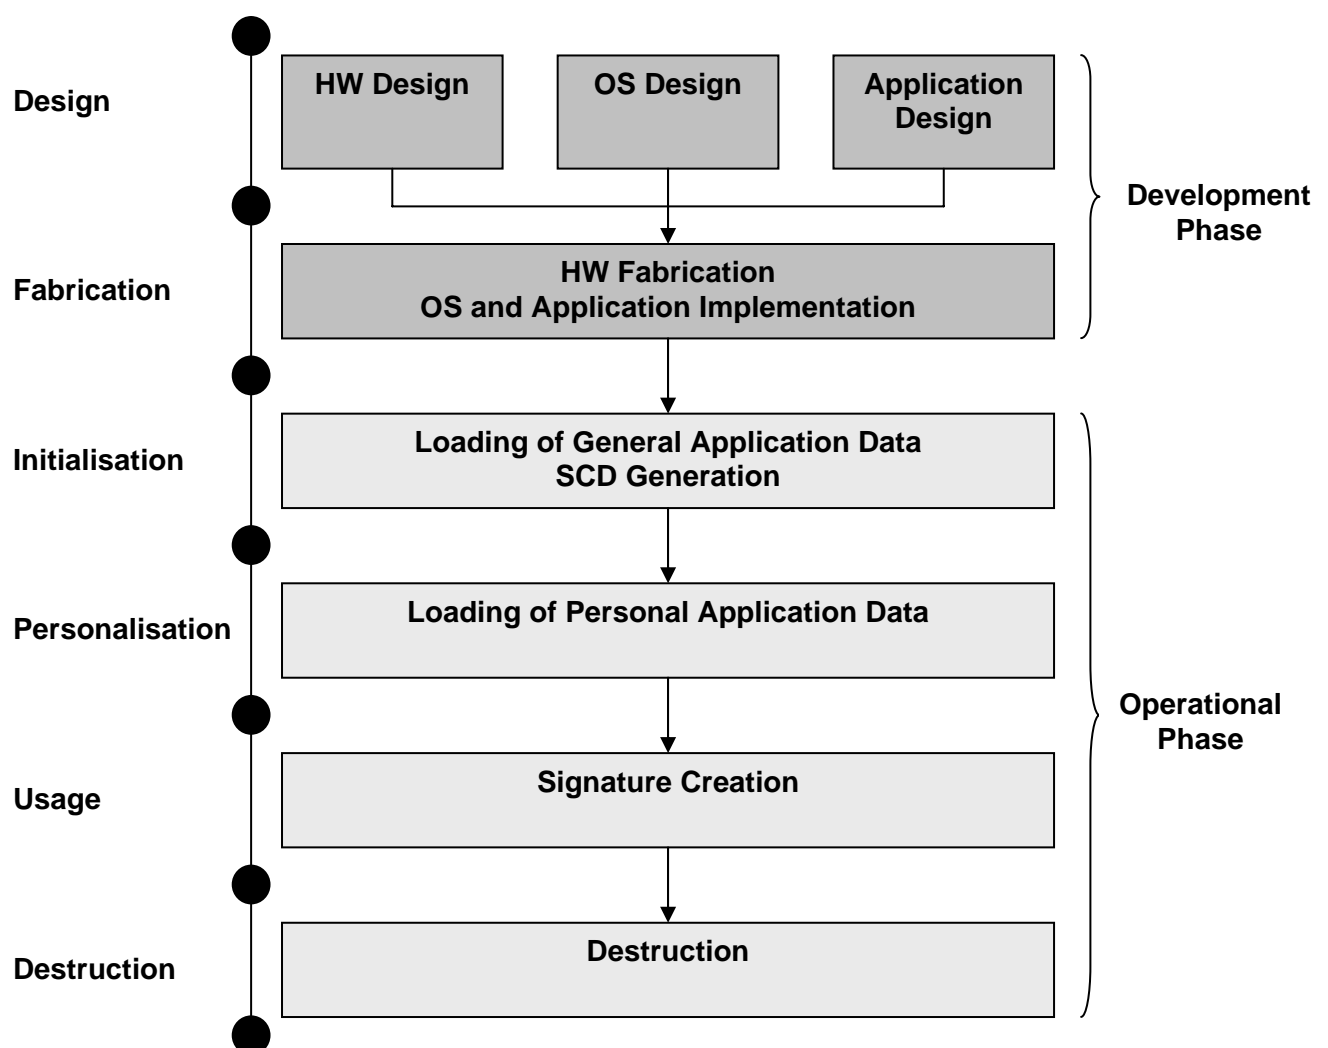 Design
HW Design
OS Design
Application
Design
Development
Phase
Fabrication
HW Fabrication
OS and Application Implementation
Initialisation
Loading of General Application Data
SCD Generation
Personalisation
Loading of Personal Application Data
Operational
Phase
Usage
Signature Creation
Destruction
Destruction